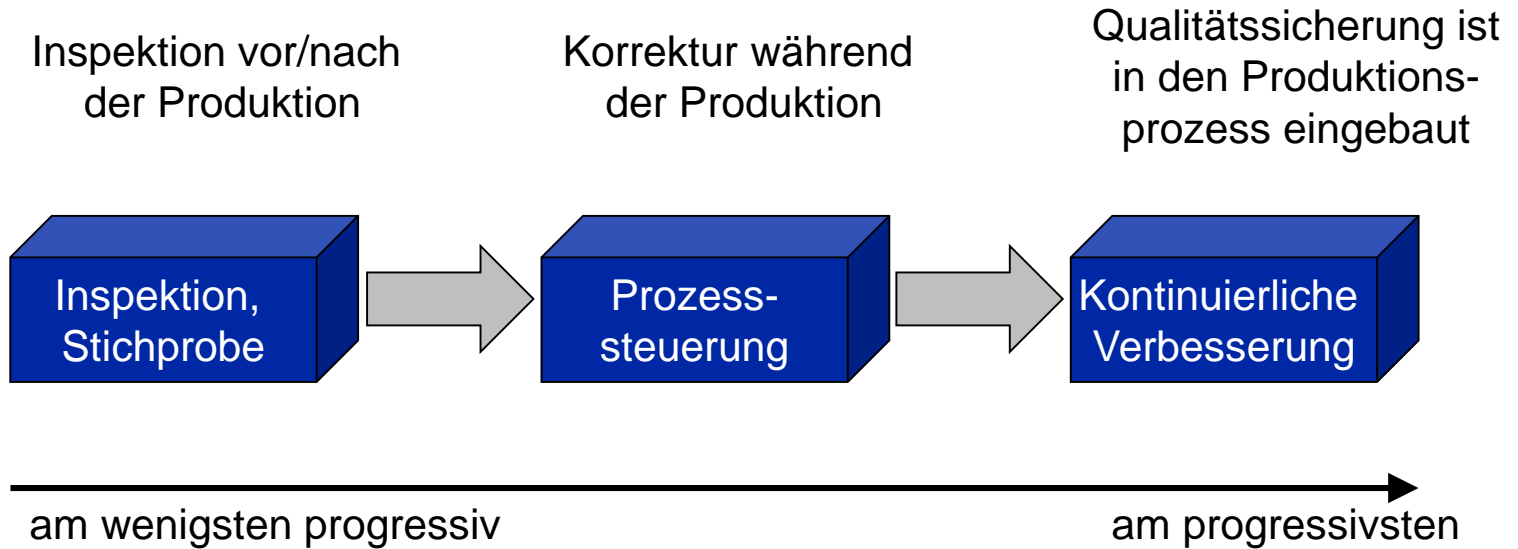 Inspektion vor/nach
der Produktion
Korrektur während
der Produktion
Qualitätssicherung ist
in den Produktions-
prozess eingebaut
Inspektion,
Stichprobe
Prozess-
steuerung
Kontinuierliche
Verbesserung
am wenigsten progressiv
am progressivsten